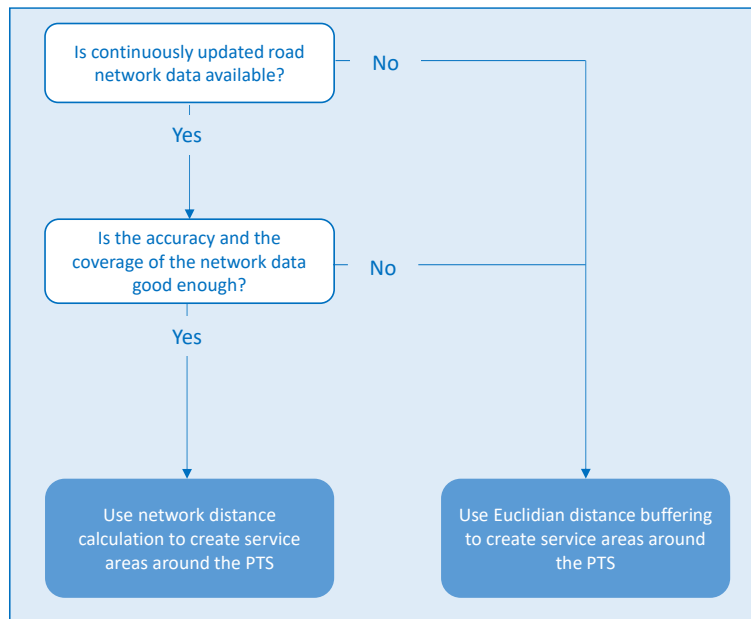 Is continuously updated road
network data available?
No
Yes
Is the accuracy and the
coverage of the network data
good enough?
No
Yes
Use network distance
calculation to create service
areas around the PTS
Use Euclidian distance buffering
to create service areas around
the PTS